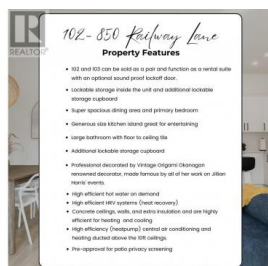 REALTOR®
102- 850 Railway Lane
Property Features
102 and 103 can be sold as a pair and function as a rental suite
with an optional sound proof lockoff door.
Lockable storage inside the unit and additional lockable
storage cupboard
Super spacious dining area and primary bedroom
Generous size kitchen island great for entertaining
Large bathroom with floor to ceiling tile
Additional lockable storage cupboard
Professional decorated by Vintage Origami Okanagan
renowned decorator, made famous by all of her work on Jillian
Harris' events.
High efficient hot water on demand
High efficient HRV systems (heat recovery)
Concrete ceilings, walls, and extra insulation and are highly
efficient for heating and cooling
High efficiency (heatpump) central air conditioning and
heating ducted above the 10ft ceilings.
Pre-approval for patio privacy screening